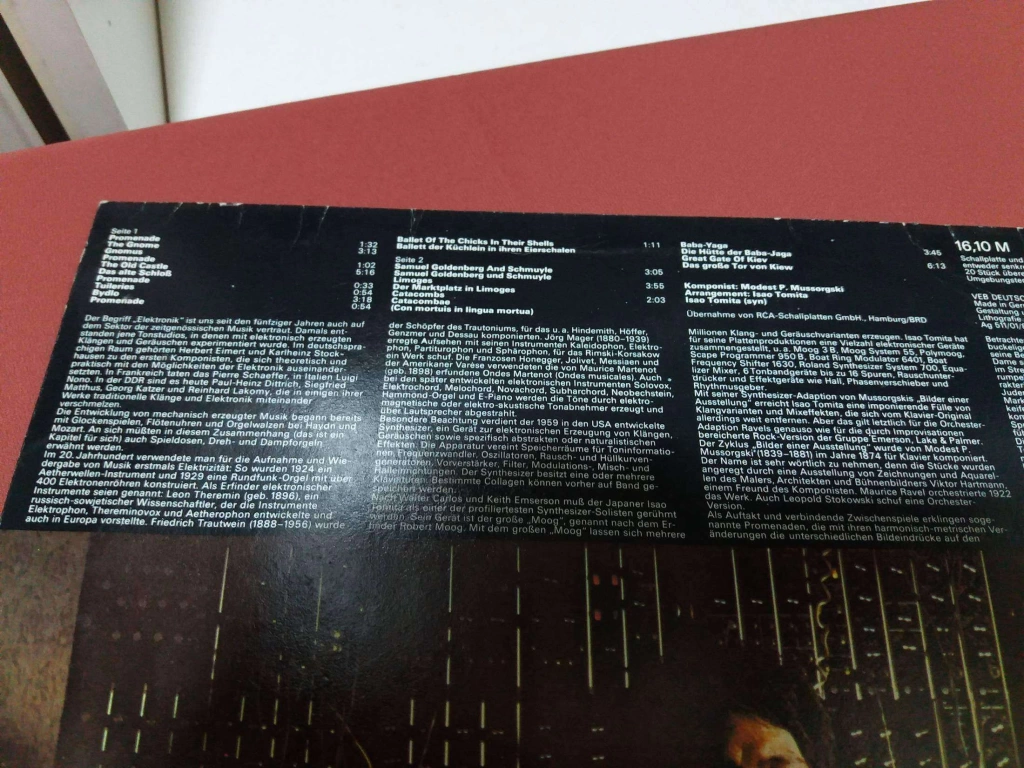 Seite 1
Promenade
The Gnome 1:32
Gnomus 3:13
Promenade
The Old Castle 1:02
Das alte Schloß 5:16
Promenade
Tuileries 0:33
Bydlo 0:54
Promenade 3:18
0:54
Ballet Of The Chicks In Their Shells 1:11
Ballett der Küchlein in ihren Eierschalen
Seite 2
Samuel Goldenberg And Schmuyle
Samuel Goldenberg und Schmuyle 3:05
Limoges
Der Marktplatz in Limoges 3:55
Catacombs
Catacombae 2:03
(Con mortuis in lingua mortua)
Baba-Yaga
Die Hütte der Baba-Jaga 3:45
Great Gate Of Kiev
Das große Tor von Kiew 6:13
Komponist: Modest P. Mussorgski
Arrangement: Isao Tomita
Isao Tomita (syn)
Übernahme von RCA-Schallplatten GmbH., Hamburg/BRD
16,10 M
Schallplatte und
entweder senkr
20 Stück überei
Umgebungstem
VEB DEUTSC
Gestaltung,
Lithografie
Ag 511/01/
Der Begriff „Elektronik" ist uns seit den fünfziger Jahren auch auf
dem Sektor der zeitgenössischen Musik vertraut. Damals ent-
standen jene Tonstudios, in denen mit elektronisch erzeugten
Klängen und Geräuschen experimentiert wurde. Im deutschspra-
chigen Raum gehörten Herbert Eimert und Karlheinz Stock-
hausen zu den ersten Komponisten, die sich theoretisch und
praktisch mit den Möglichkeiten der Elektronik auseinander-
setzten. In Frankreich taten das Pierre Schaeffer, in Italien Luigi
Nono. In der DDR sind es heute Paul-Heinz Dittrich, Siegfried
Matthus, Georg Katzer und Reinhard Lakomy, die in einigen ihrer
Werke traditionelle Klänge und Elektronik miteinander
verschmelzen.
Die Entwicklung von mechanisch erzeugter Musik begann bereits
mit Glockenspielen, Flötenuhren und Orgelwalzen bei Haydn und
Mozart. An sich müßten in diesem Zusammenhang (das ist ein
Kapitel für sich) auch Spieldosen, Dreh- und Dampforgeln
erwähnt werden.
Im 20. Jahrhundert verwendete man für die Aufnahme und Wie-
dergabe von Musik erstmals Elektrizität: So wurden 1924 ein
Aetherwellen-Instrument und 1929 eine Rundfunk-Orgel mit über
400 Elektronenröhren konstruiert. Als Erfinder elektronischer
Instrumente seien genannt: Leon Theremin (geb. 1896), ein
russisch-sowjetischer Wissenschaftler, der die Instrumente
Elektrophon, Thereminovox und Aetherophon entwickelte und
auch in Europa vorstellte. Friedrich Trautwein (1888–1956) wurde
der Schöpfer des Trautoniums, für das u. a. Hindemith, Höffer,
Genzmer und Dessau komponierten. Jörg Mager (1880–1939)
erregte Aufsehen mit seinen Instrumenten Kaleidophon, Elektro-
phon, Partiturophon und Sphärophon, für das Rimski-Korsakow
ein Werk schuf. Die Franzosen Honegger, Jolivet, Messiaen und
der Amerikaner Varèse verwendeten die von Maurice Martenot
(geb. 1898) erfundene Ondes Martenot (Ondes musicales). Auch
bei den später entwickelten elektronischen Instrumenten Solovox,
Elektrochord, Melochord, Novachord, Subharchord, Neobechstein,
Hammond-Orgel und E-Piano werden die Töne durch elektro-
magnetische oder elektro-akustische Tonabnehmer erzeugt und
über Lautsprecher abgestrahlt.
Besondere Beachtung verdient der 1959 in den USA entwickelte
Synthesizer, ein Gerät zur elektronischen Erzeugung von Klängen,
Geräuschen sowie spezifisch abstrakten oder naturalistischen
Effekten. Die Apparatur vereint Speicherräume für Toninformatio-
nen, Frequenzwandler, Oszillatoren, Rausch- und Hüllkurven-
generatoren, Vorverstärker, Filter, Modulations-, Misch- und
Halleinrichtungen. Der Synthesizer besitzt eine oder mehrere
Klaviaturen. Bestimmte Collagen können vorher auf Band ge-
speichert werden.
Nach Walter Carlos und Keith Emserson muß der Japaner Isao
Tomita als einer der profiliertesten Synthesizer-Solisten gerühmt
werden. Sein Gerät ist der große „Moog", genannt nach dem Er-
finder Robert Moog. Mit dem großen „Moog" lassen sich mehrere
Millionen Klang- und Geräuschvarianten erzeugen. Isao Tomita hat
für seine Plattenproduktionen eine Vielzahl elektronischer Geräte
zusammengestellt, u. a. Moog 3 B, Moog System 55, Polymoog,
Scape Programmer 950 B, Boat Ring Modulator 6401, Boat
Frequency Shifter 1630, Roland Synthesizer System 700, Equa-
lizer Mixer, 6 Tonbandgeräte bis zu 16 Spuren, Rauschunter-
drücker und Effektgeräte wie Hall, Phasenverschieber und
Rhythmusgeber.
Mit seiner Synthesizer-Adaption von Mussorgskis „Bilder einer
Ausstellung" erreicht Isao Tomita eine imponierende Fülle von
Klangvarianten und Mixeffekten, die sich vom Klavier-Original
allerdings weit entfernen. Aber das gilt letztlich für die Orchester-
Adaption Ravels genauso wie für die durch Improvisationen
bereicherte Rock-Version der Gruppe Emerson, Lake & Palmer.
Der Zyklus „Bilder einer Ausstellung" wurde von Modest P.
Mussorgski (1839–1881) im Jahre 1874 für Klavier komponiert.
Der Name ist sehr wörtlich zu nehmen, denn die Stücke wurden
angeregt durch eine Ausstellung von Zeichnungen und Aquarel-
len des Malers, Architekten und Bühnenbildners Viktor Hartmann,
einem Freund des Komponisten. Maurice Ravel orchestrierte 1922
das Werk. Auch Leopold Stokowski schuf eine Orchester-
Version.
Als Auftakt und verbindende Zwischenspiele erklingen soge-
nannte Promenaden, die mit ihren harmonisch-metrischen Ver-
änderungen die unterschiedlichen Bildeindrücke auf den
Betrachte